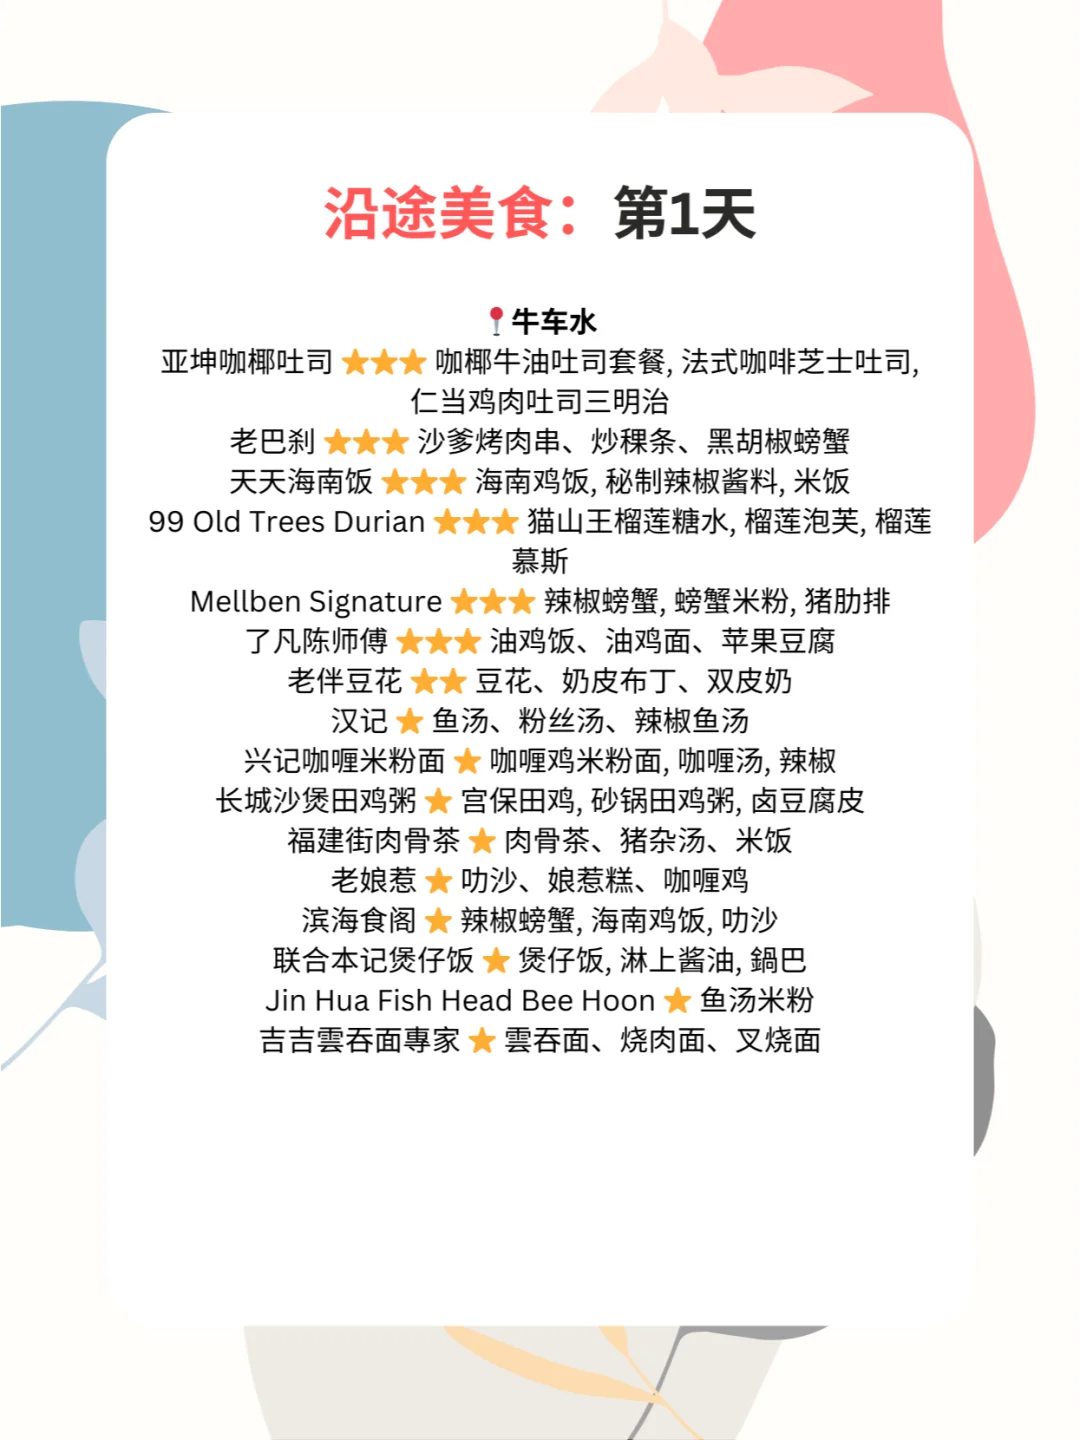 沿途美食：第1天
📍牛车水
亚坤咖椰吐司 ⭐⭐⭐ 咖椰牛油吐司套餐, 法式咖啡芝士吐司,
仁当鸡肉吐司三明治
老巴刹 ⭐⭐⭐ 沙爹烤肉串、炒稞条、黑胡椒螃蟹
天天海南饭 ⭐⭐⭐ 海南鸡饭, 秘制辣椒酱料, 米饭
99 Old Trees Durian ⭐⭐⭐ 猫山王榴莲糖水, 榴莲泡芙, 榴莲
慕斯
Mellben Signature ⭐⭐⭐ 辣椒螃蟹, 螃蟹米粉, 猪肋排
了凡陈师傅 ⭐⭐⭐ 油鸡饭、油鸡面、苹果豆腐
老伴豆花 ⭐⭐ 豆花、奶皮布丁、双皮奶
汉记 ⭐ 鱼汤、粉丝汤、辣椒鱼汤
兴记咖喱米粉面 ⭐ 咖喱鸡米粉面, 咖喱汤, 辣椒
长城沙煲田鸡粥 ⭐ 宫保田鸡, 砂锅田鸡粥, 卤豆腐皮
福建街肉骨茶 ⭐ 肉骨茶、猪杂汤、米饭
老娘惹 ⭐ 叻沙、娘惹糕、咖喱鸡
滨海食阁 ⭐ 辣椒螃蟹, 海南鸡饭, 叻沙
联合本记煲仔饭 ⭐ 煲仔饭, 淋上酱油, 鍋巴
Jin Hua Fish Head Bee Hoon ⭐ 鱼汤米粉
吉吉雲吞面專家 ⭐ 雲吞面、烧肉面、叉烧面